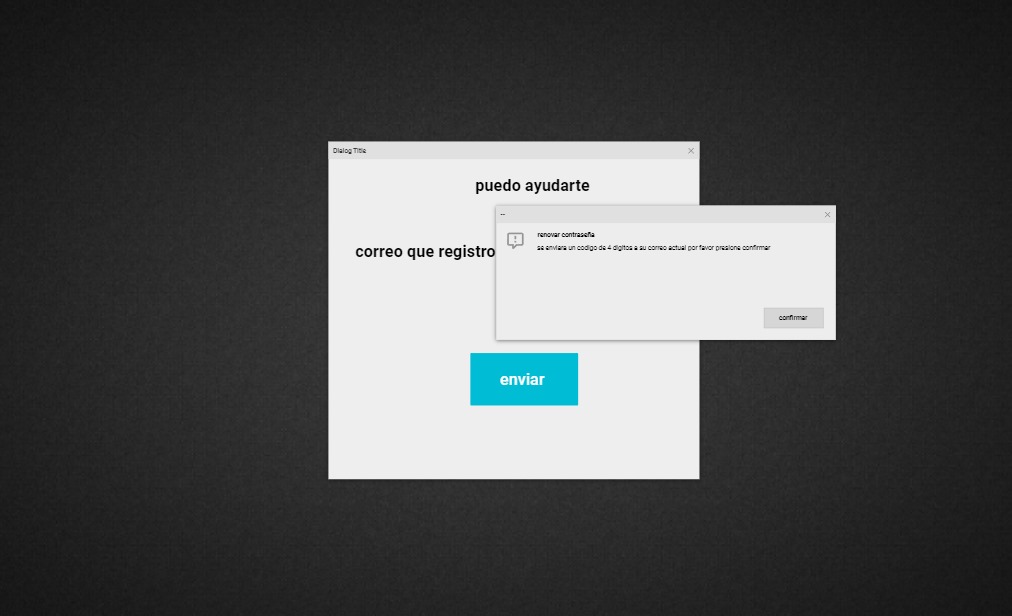 Dialog Title
puedo ayudarte
--
renovar contraseña
se enviara un codigo de 4 digitos a su correo actual por favor presione confirmar
correo que registro
confirmar
enviar